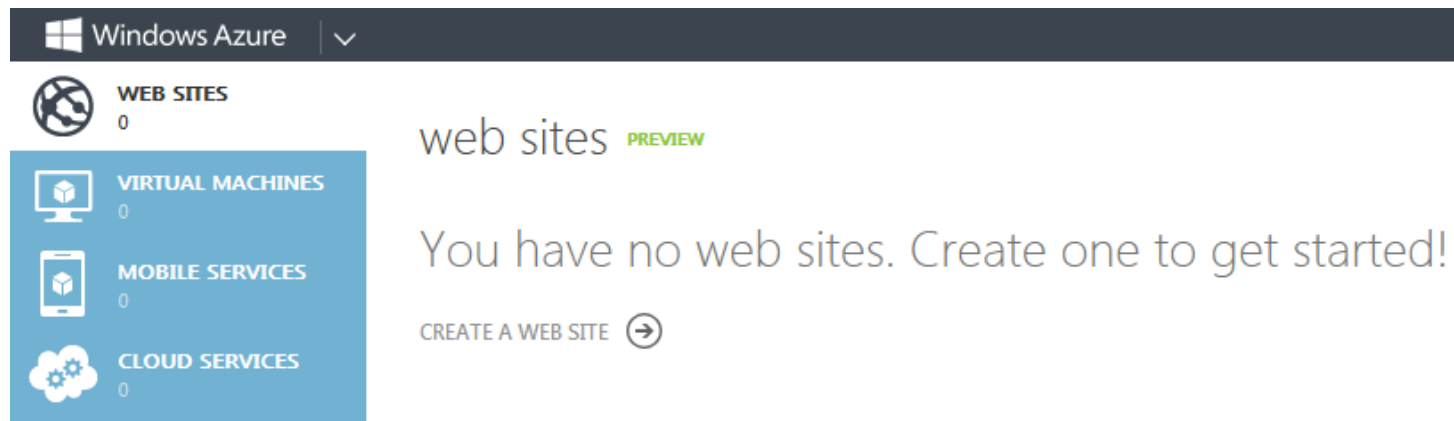 Windows Azure
WEB SITES
0
VIRTUAL MACHINES
0
MOBILE SERVICES
0
CLOUD SERVICES
0
web sites PREVIEW
You have no web sites. Create one to get started!
CREATE A WEB SITE